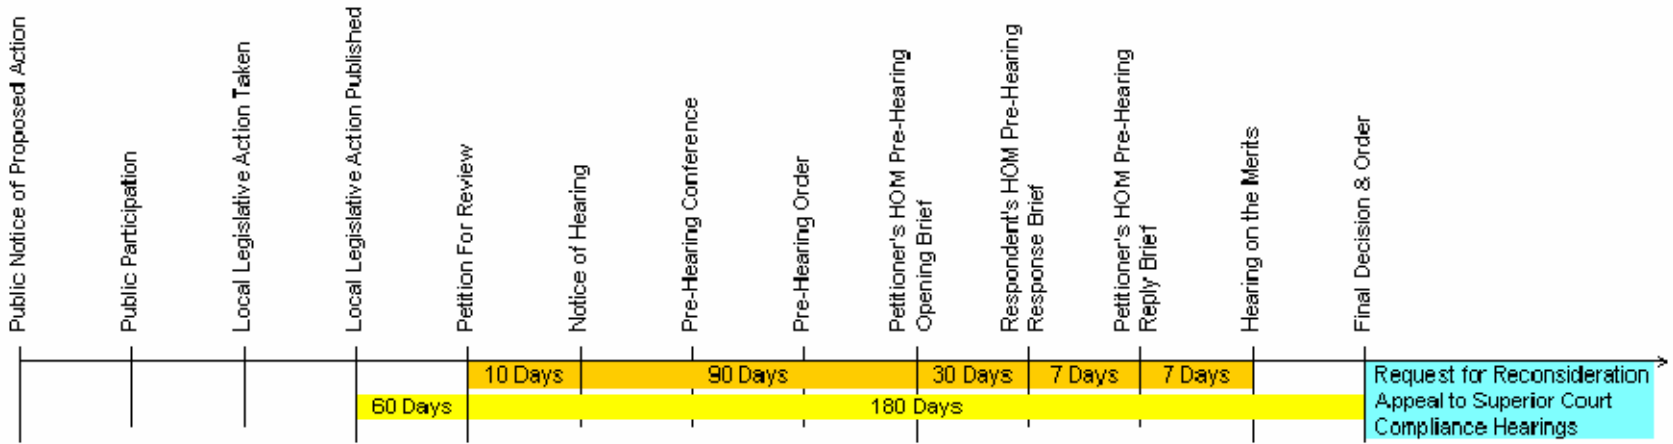 Public Notice of Proposed Action
Public Participation
Local Legislative Action Taken
Local Legislative Action Published
Petition For Review
Notice of Hearing
Pre-Hearing Conference
Pre-Hearing Order
Petitioner's HOM Pre-Hearing
Opening Brief
Respondent's HOM Pre-Hearing
Response Brief
Petitioner's HOM Pre-Hearing
Reply Brief
Hearing on the Merits
Final Decision & Order
10 Days
90 Days
30 Days
7 Days
7 Days
60 Days
180 Days
Request for Reconsideration
Appeal to Superior Court
Compliance Hearings